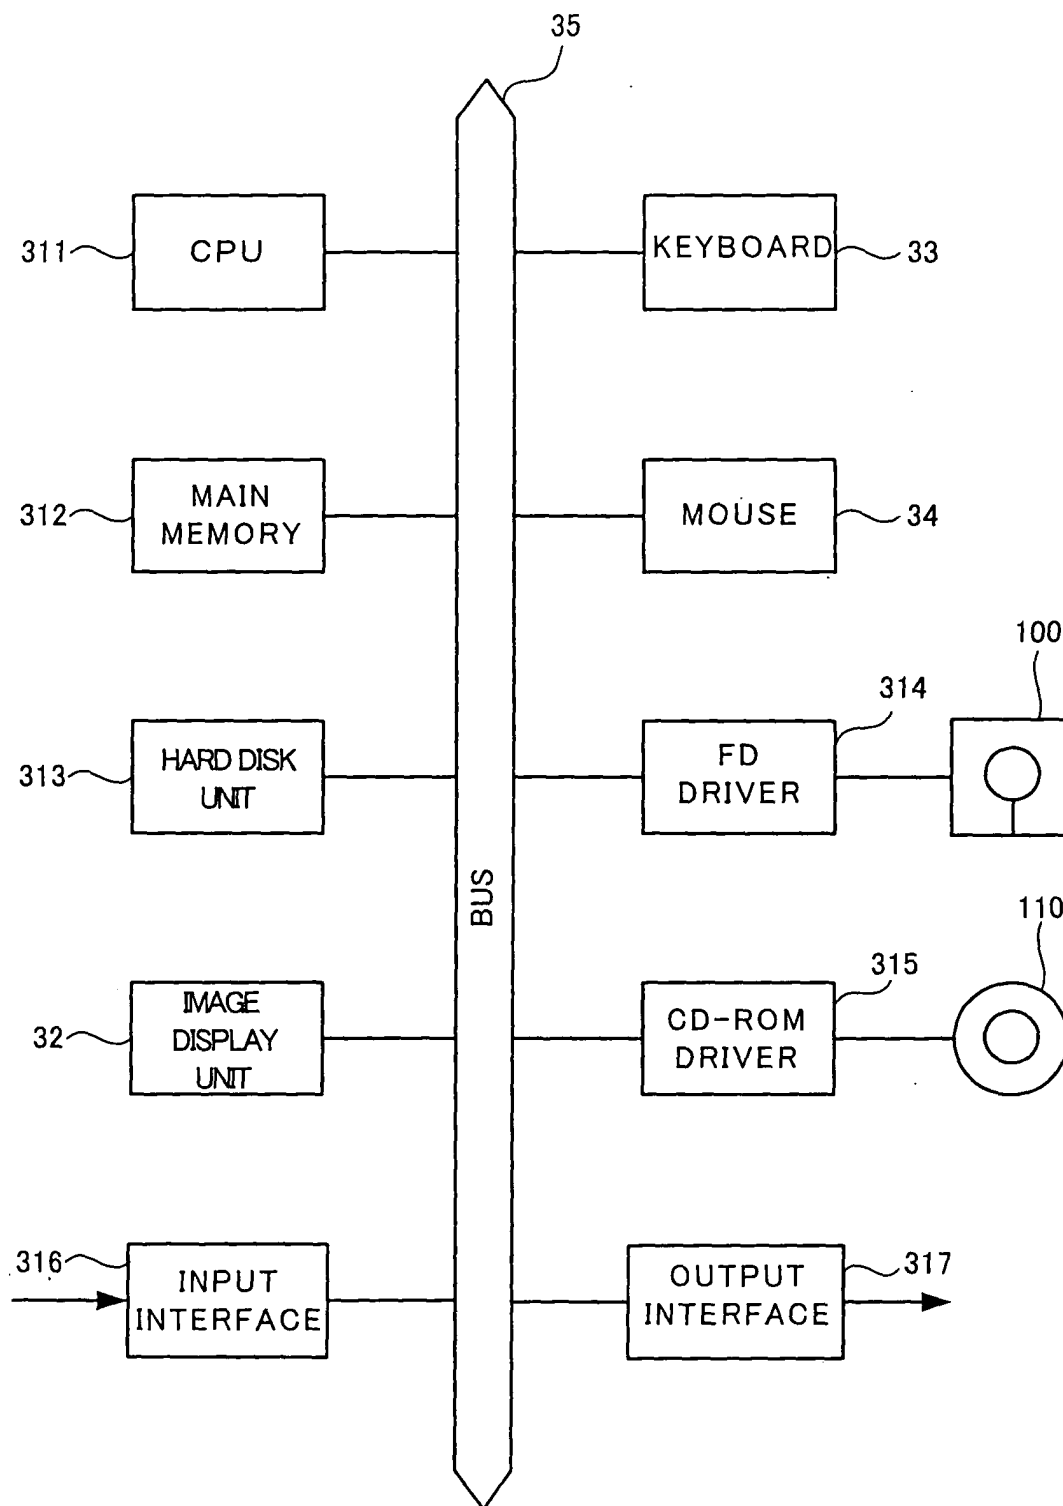 35
311
CPU
KEYBOARD
33
312
MAIN
MEMORY
MOUSE
34
100
314
313
HARD DISK
UNIT
FD
DRIVER
BUS
110
315
32
IMAGE
DISPLAY
UNIT
CD-ROM
DRIVER
316
INPUT
INTERFACE
OUTPUT
INTERFACE
317